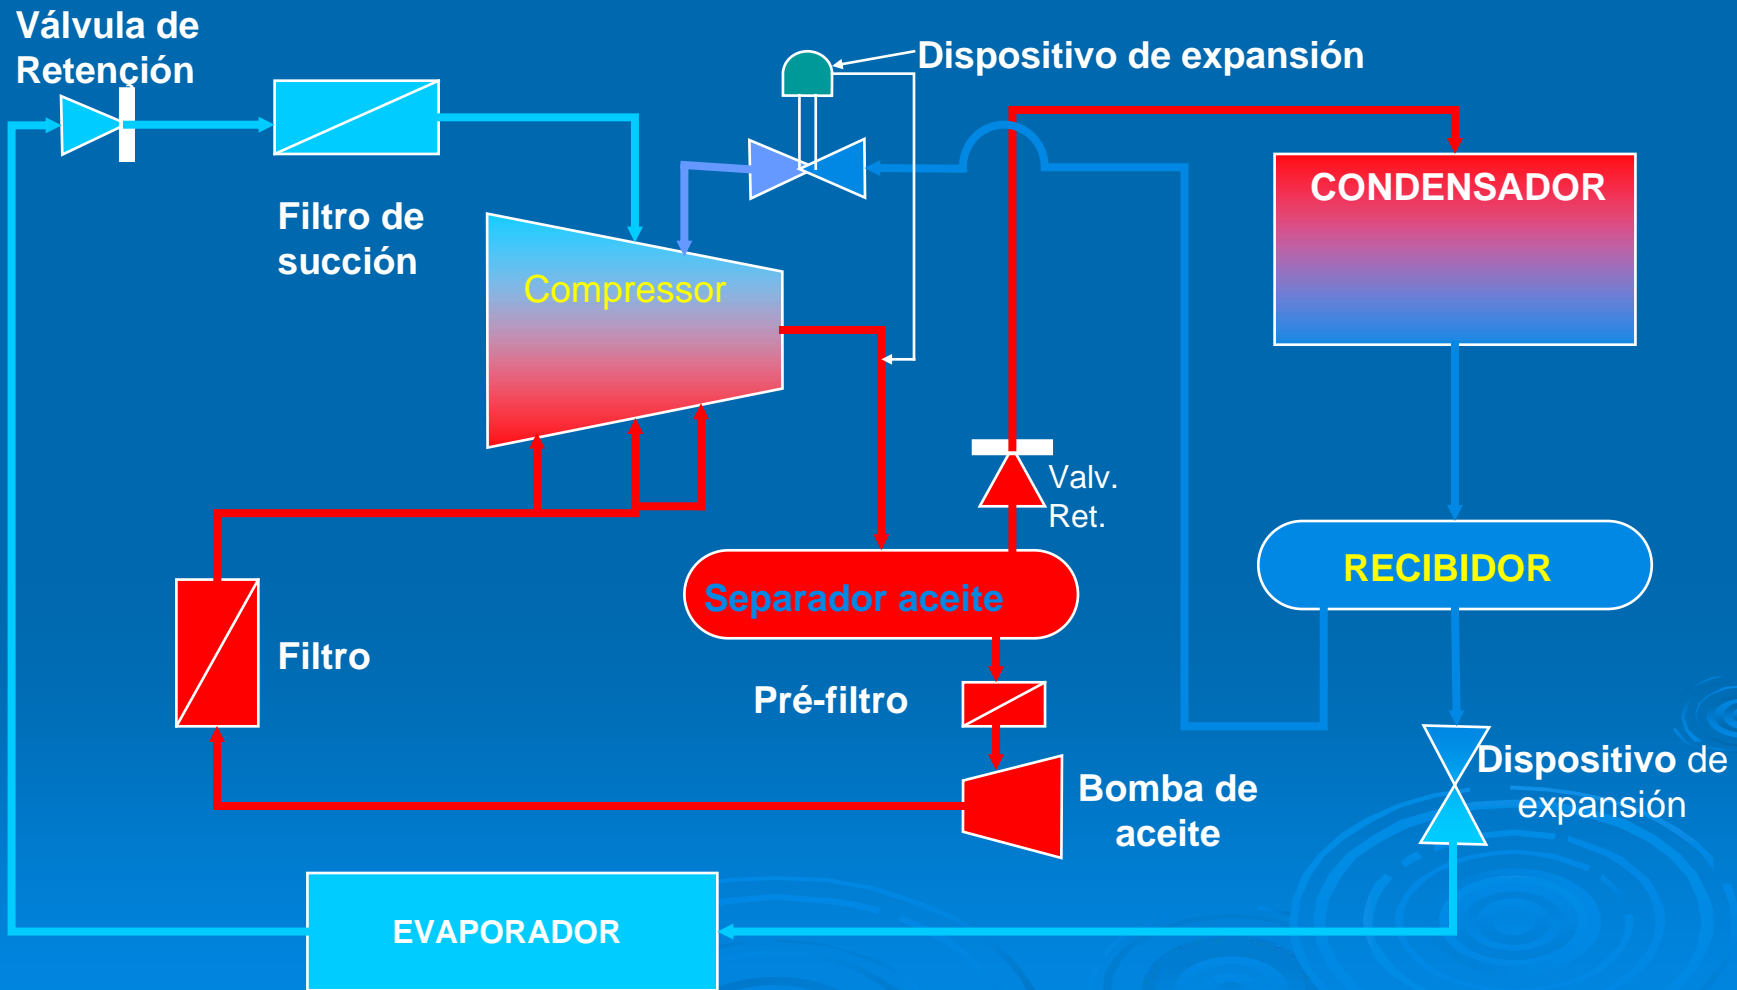 Válvula de
Retención
Dispositivo de expansión
Filtro de
succión
CONDENSADOR
Compressor
Valv.
Ret.
RECIBIDOR
Separador aceite
Filtro
Pré-filtro
Dispositivo de
expansión
Bomba de
aceite
EVAPORADOR